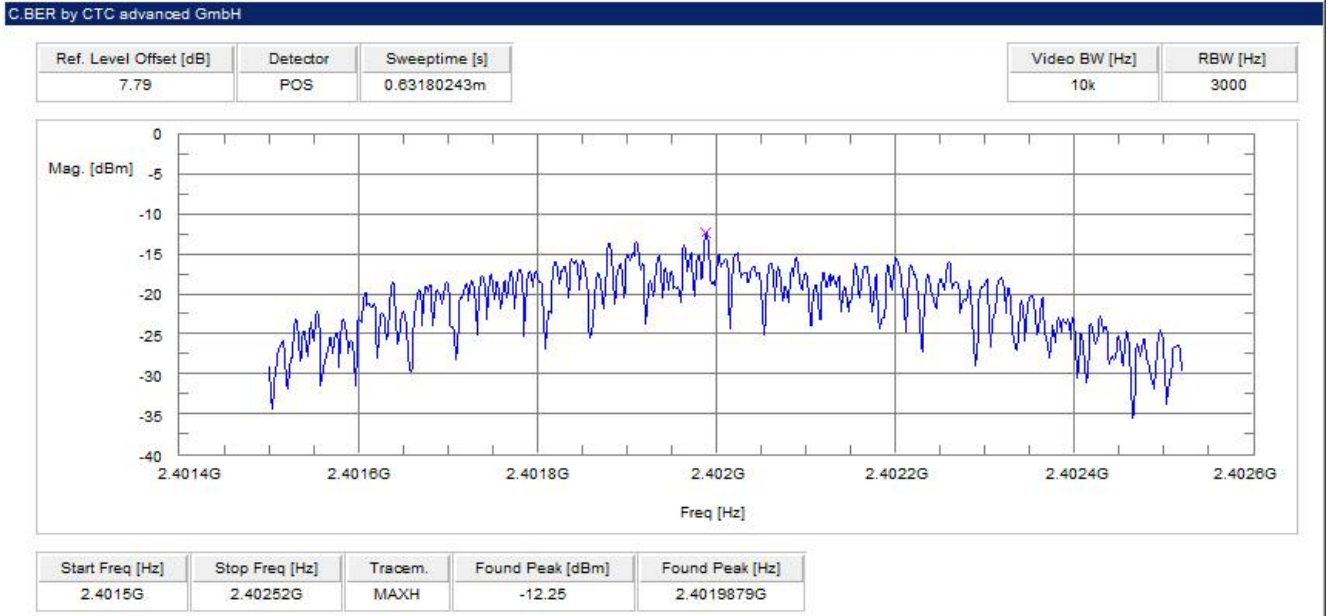 C.BER by CTC advanced GmbH
Ref. Level Offset [dB] Detector Sweeptime [s] Video BW [Hz] RBW [Hz]
7.79 POS 0.63180243m 10k 3000
0
Mag. [dBm]
-5
-10
-15
-20
-25
-30
-35
-40
2.4014G 2.4016G 2.4018G 2.402G 2.4022G 2.4024G 2.4026G
Freq [Hz]
Start Freq [Hz] Stop Freq [Hz] Tracem. Found Peak [dBm] Found Peak [Hz]
2.4015G 2.40252G MAXH -12.25 2.4019879G